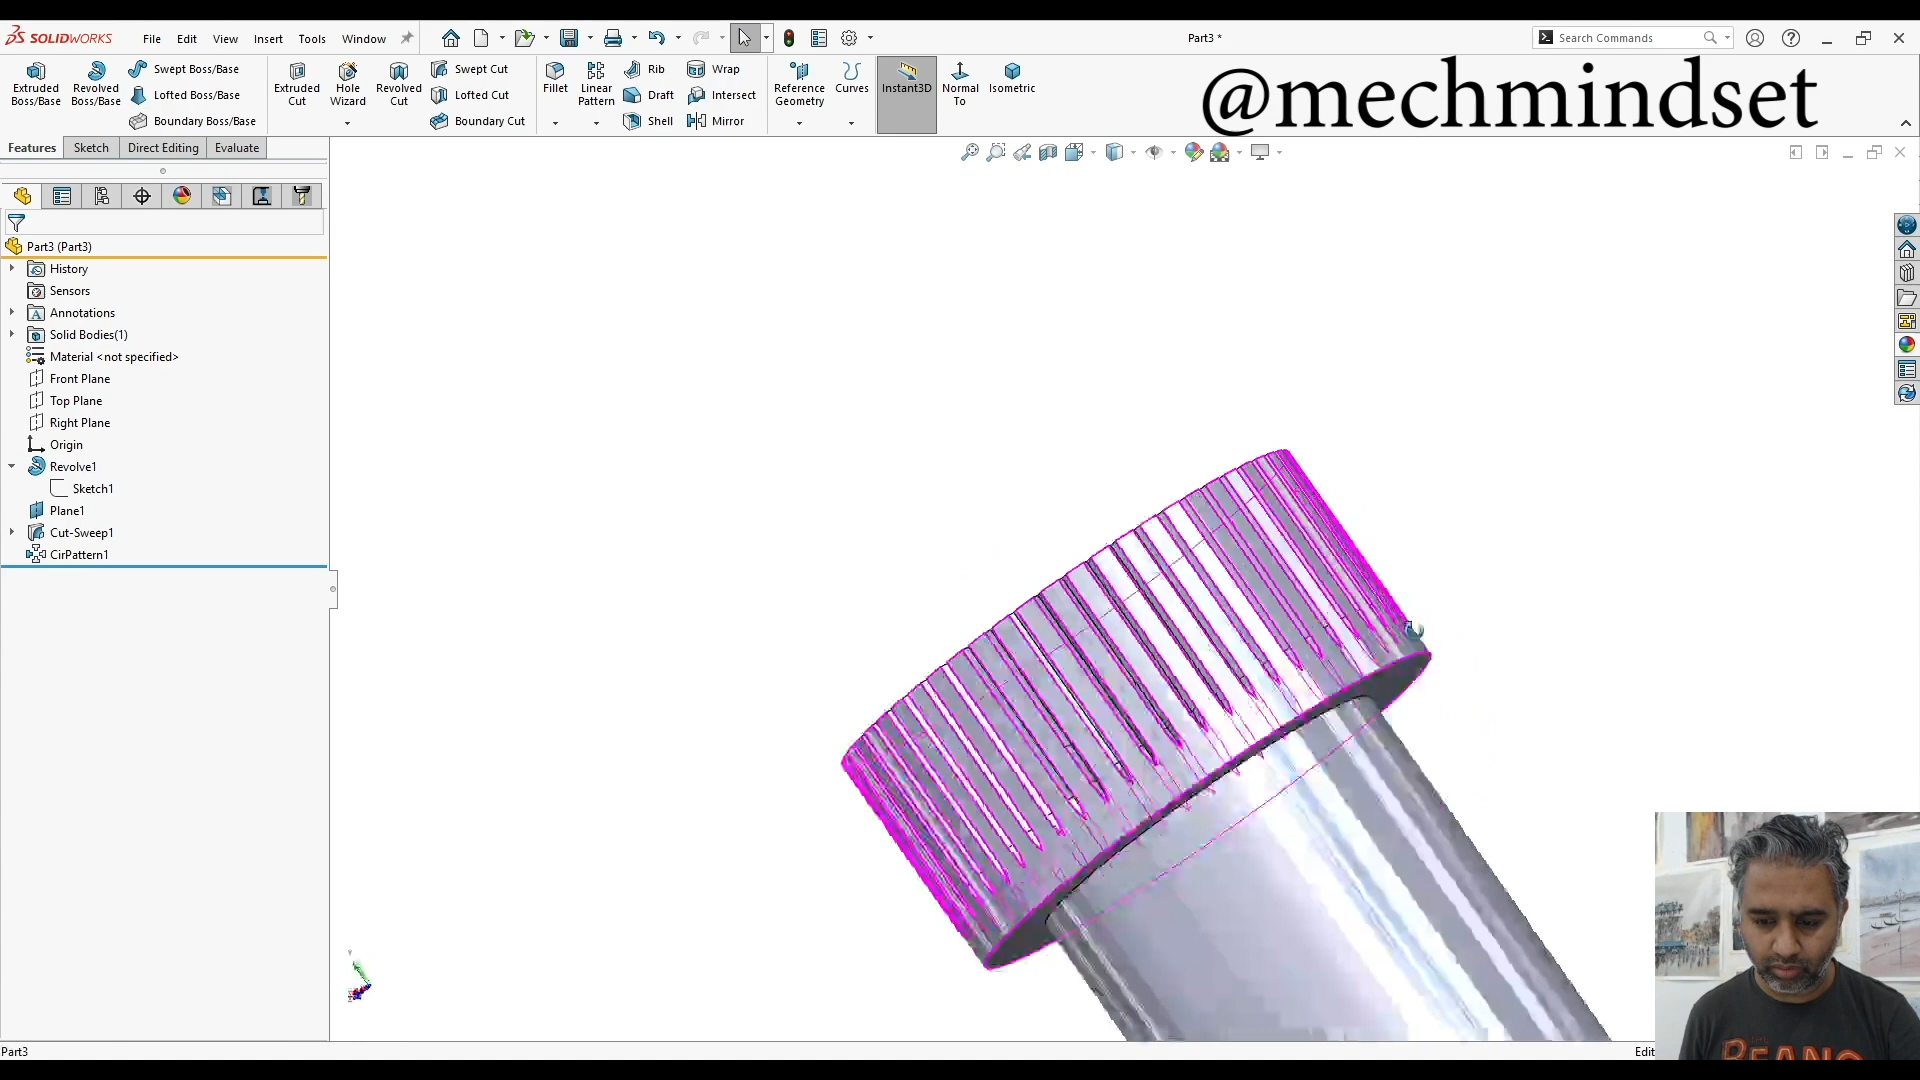 SOLIDWORKS File Edit View Insert Tools Window Part3 * Search Commands
Extruded Boss/Base
Revolved Boss/Base
Swept Boss/Base
Lofted Boss/Base
Boundary Boss/Base
Extruded Cut
Hole Wizard
Revolved Cut
Swept Cut
Lofted Cut
Boundary Cut
Fillet
Linear Pattern
Rib
Draft
Shell
Wrap
Intersect
Mirror
Reference Geometry
Curves
Instant3D
Normal To
Isometric
@mechmindset
Features Sketch Direct Editing Evaluate
Part3 (Part3)
History
Sensors
Annotations
Solid Bodies(1)
Material <not specified>
Front Plane
Top Plane
Right Plane
Origin
Revolve1
Sketch1
Plane1
Cut-Sweep1
CirPattern1
Part3
Edit